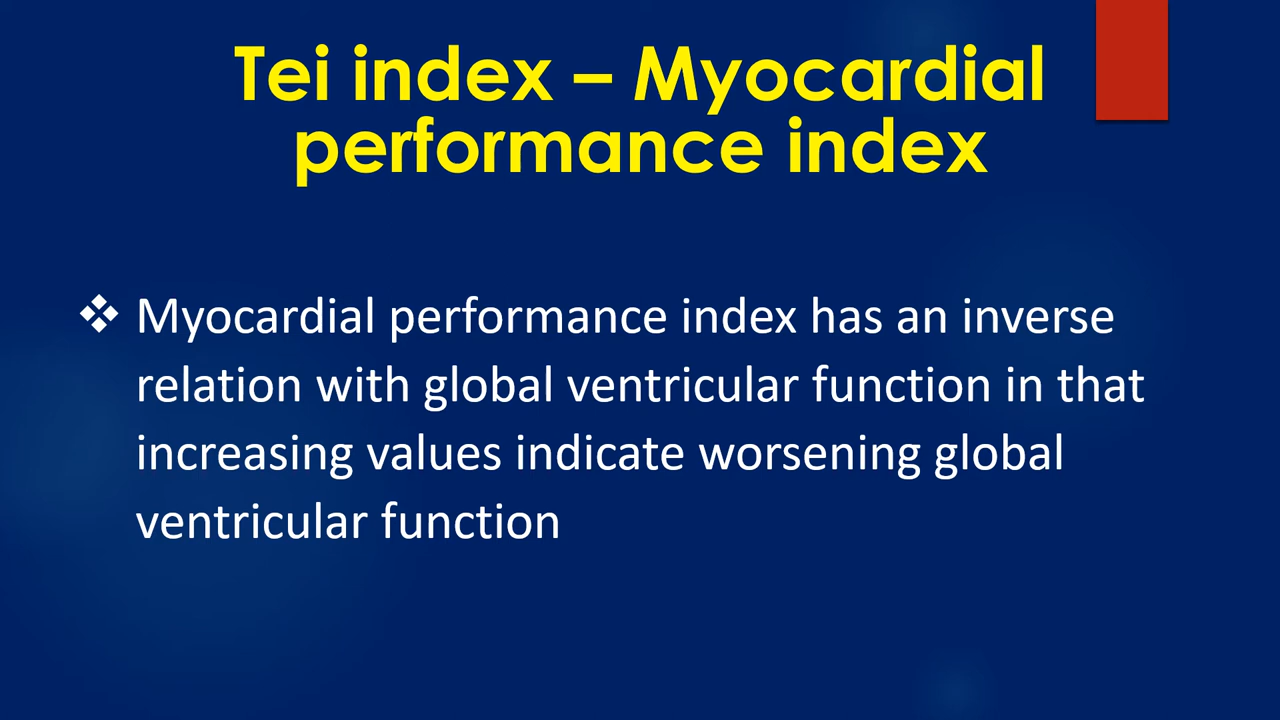 Tei index – Myocardial
performance index
❖ Myocardial performance index has an inverse
relation with global ventricular function in that
increasing values indicate worsening global
ventricular function